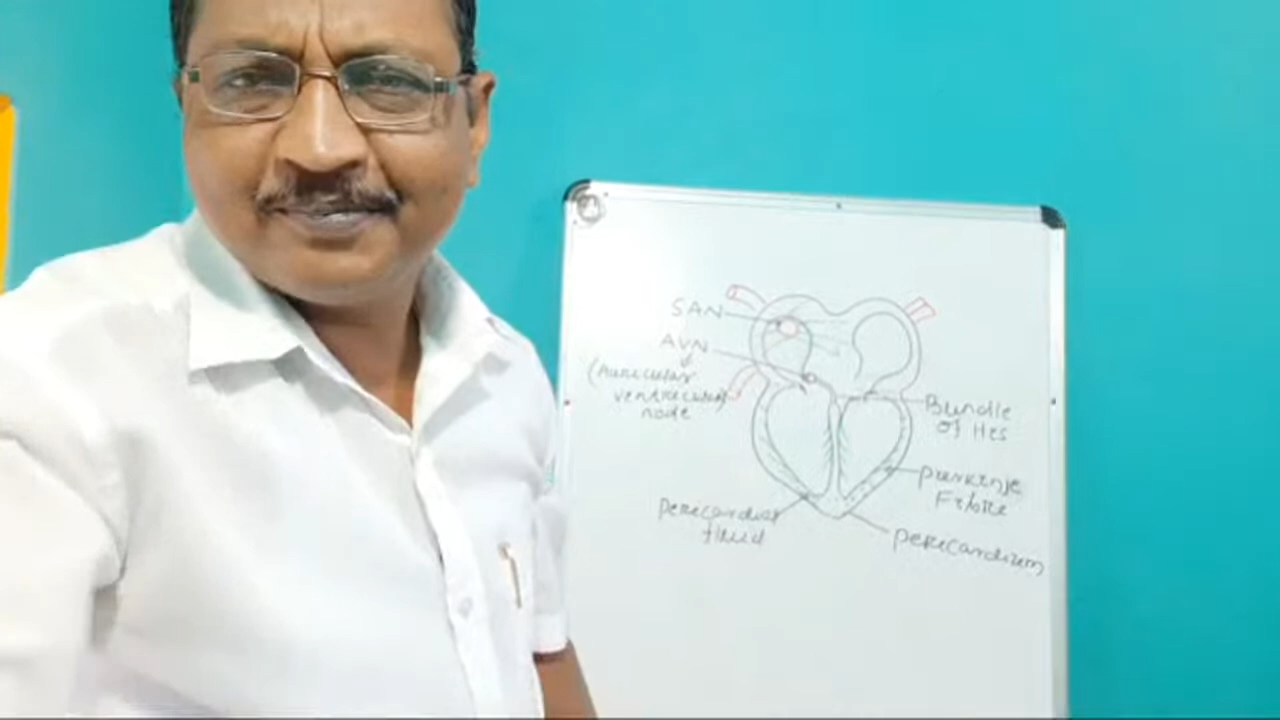 SAN
AVN
(Auricular
ventricular
node
Bundle
of His
Purkinje
Fibre
Pericardial
fluid
pericardium